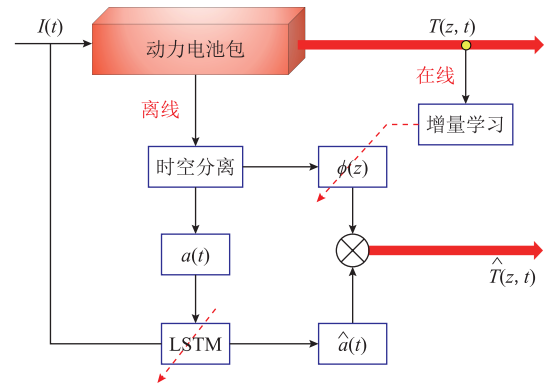 I(t)
动力电池包
T(z, t)
离线
在线
增量学习
时空分离
ϕ(z)
a(t)
T̂(z, t)
LSTM
â(t)